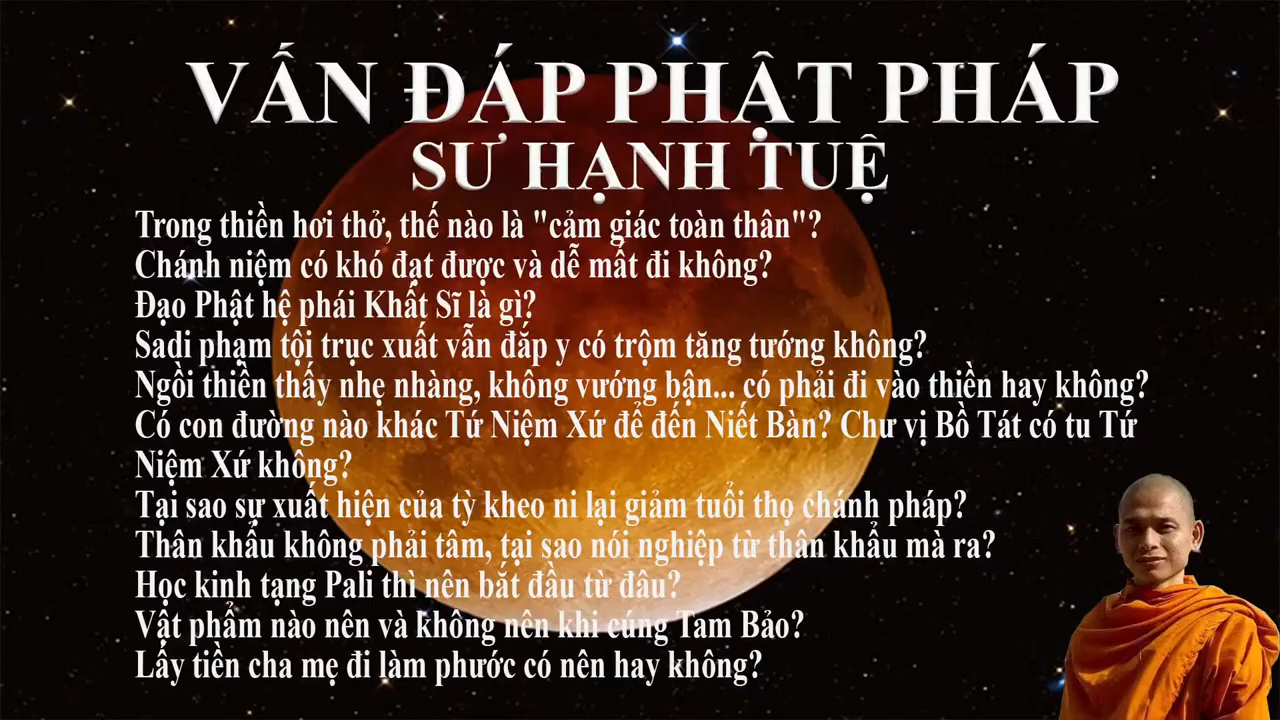 VẤN ĐÁP PHẬT PHÁP
SƯ HẠNH TUỆ
Trong thiền hơi thở, thế nào là "cảm giác toàn thân"?
Chánh niệm có khó đạt được và dễ mất đi không?
Đạo Phật hệ phái Khất Sĩ là gì?
Sadi phạm tội trục xuất vẫn đắp y có trộm tăng tướng không?
Ngồi thiền thấy nhẹ nhàng, không vướng bận... có phải đi vào thiền hay không?
Có con đường nào khác Tứ Niệm Xứ để đến Niết Bàn? Chư vị Bồ Tát có tu Tứ
Niệm Xứ không?
Tại sao sự xuất hiện của tỳ kheo ni lại giảm tuổi thọ chánh pháp?
Thân khẩu không phải tâm, tại sao nói nghiệp từ thân khẩu mà ra?
Học kinh tạng Pali thì nên bắt đầu từ đâu?
Vật phẩm nào nên và không nên khi cúng Tam Bảo?
Lấy tiền cha mẹ đi làm phước có nên hay không?